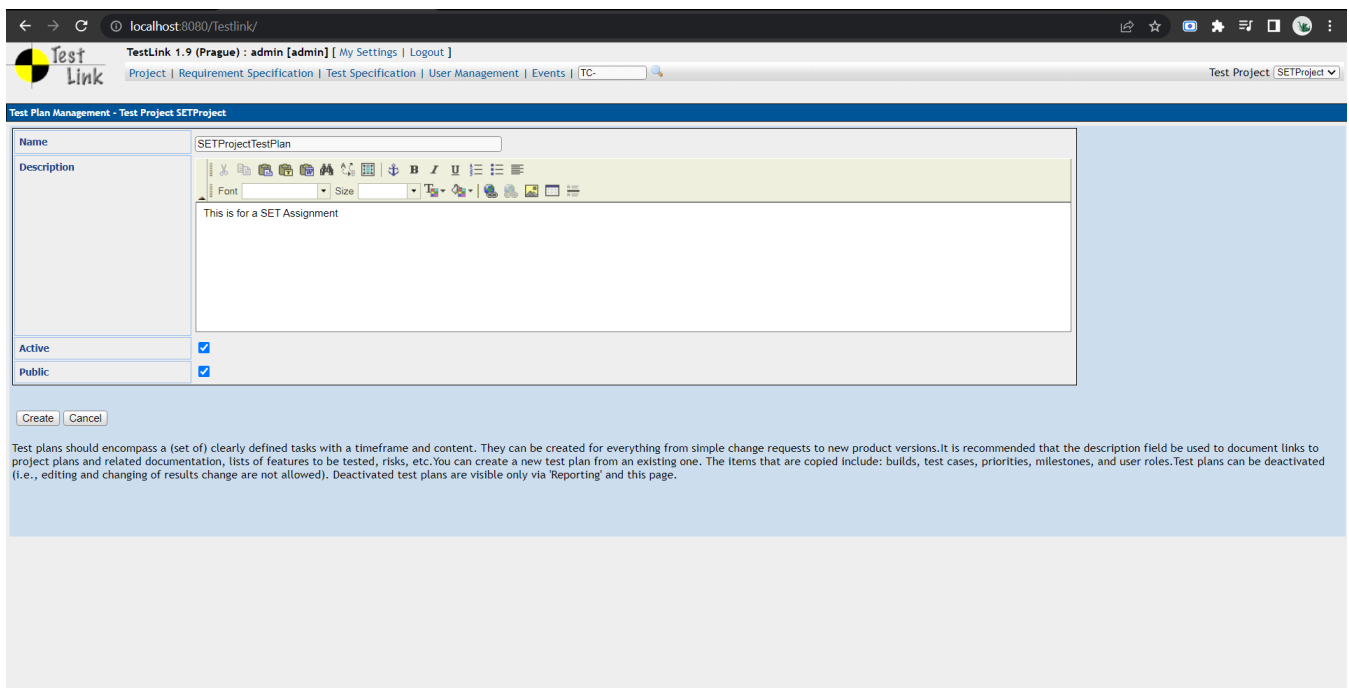 localhost:8080/Testlink/
Test Link
TestLink 1.9 (Prague) : admin [admin] [ My Settings | Logout ]
Project | Requirement Specification | Test Specification | User Management | Events | TC-
Test Project SETProject
Test Plan Management - Test Project SETProject
Name SETProjectTestPlan
Description
B I U
Font Size
This is for a SET Assignment
Active
Public
Create Cancel
Test plans should encompass a (set of) clearly defined tasks with a timeframe and content. They can be created for everything from simple change requests to new product versions.It is recommended that the description field be used to document links to
project plans and related documentation, lists of features to be tested, risks, etc.You can create a new test plan from an existing one. The items that are copied include: builds, test cases, priorities, milestones, and user roles.Test plans can be deactivated
(i.e., editing and changing of results change are not allowed). Deactivated test plans are visible only via 'Reporting' and this page.